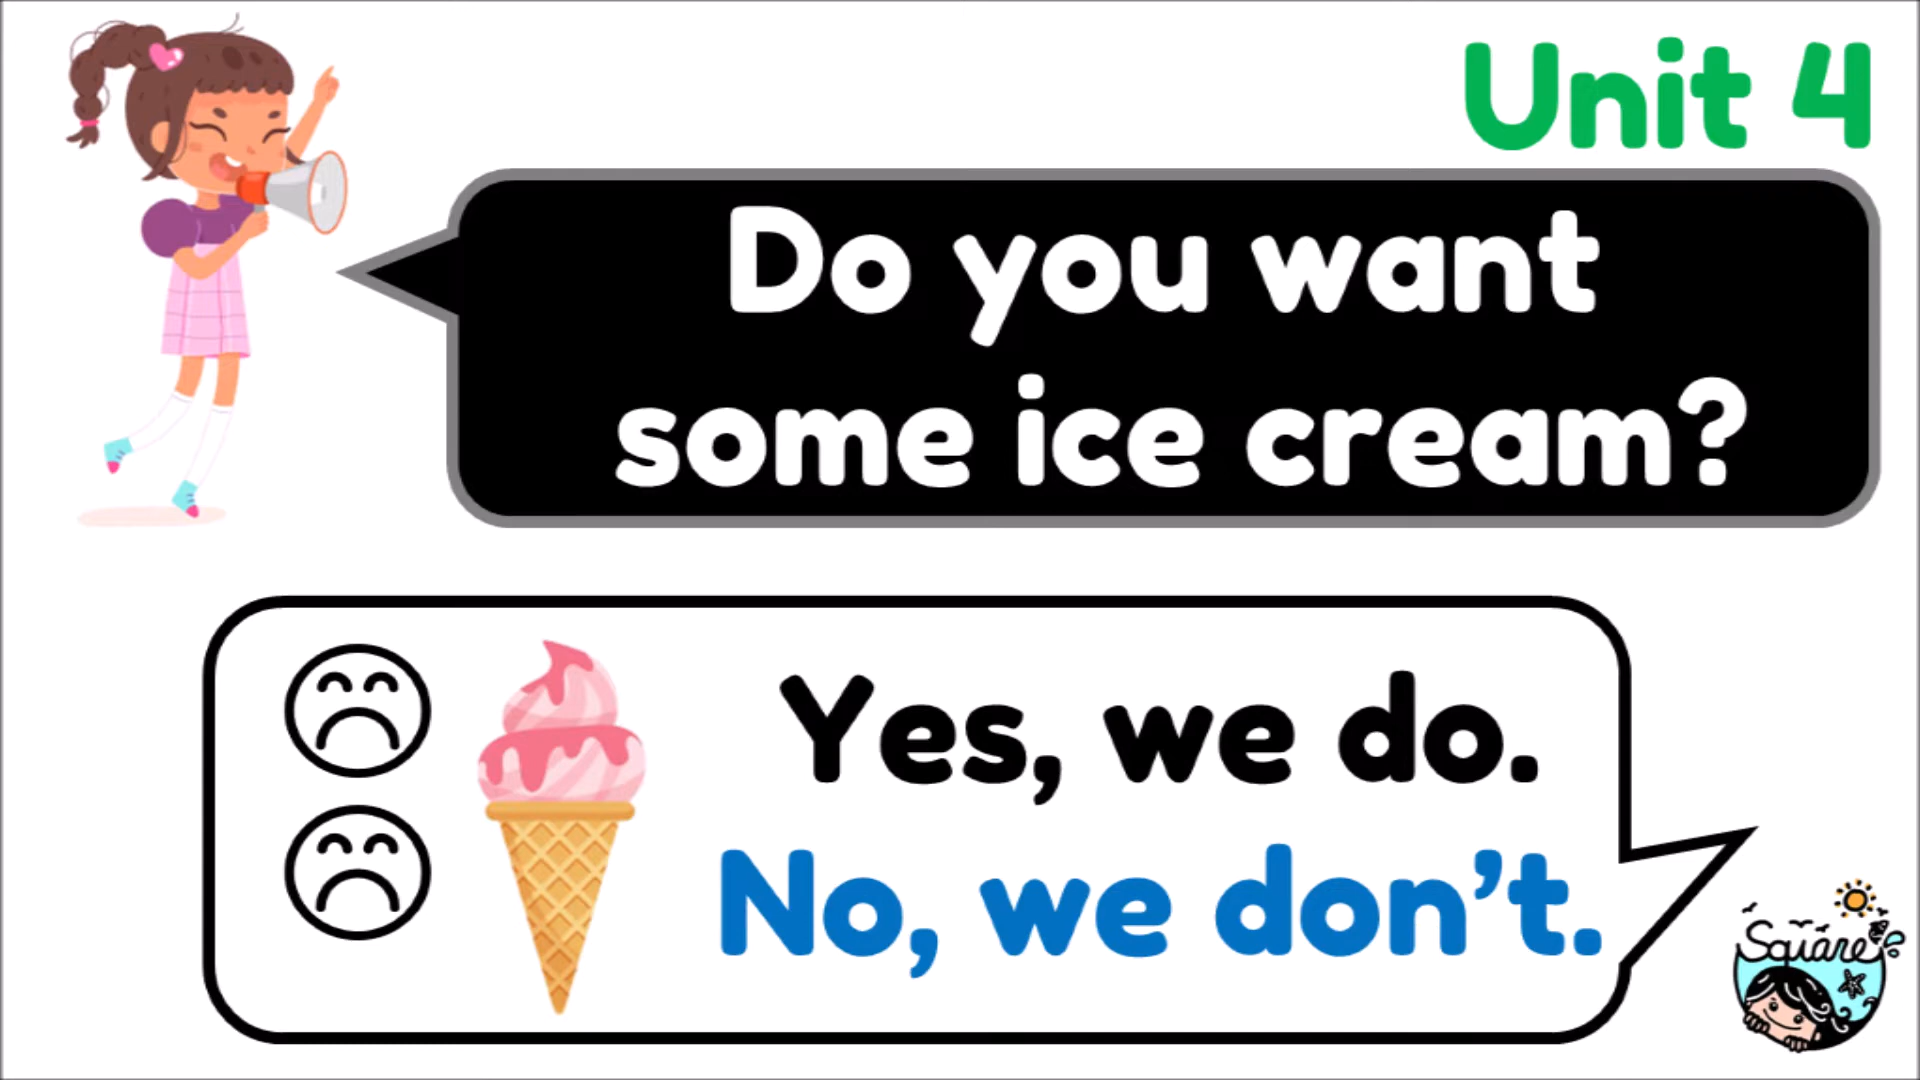 Unit 4
Do you want
some ice cream?
Yes, we do.
No, we don’t.
Square